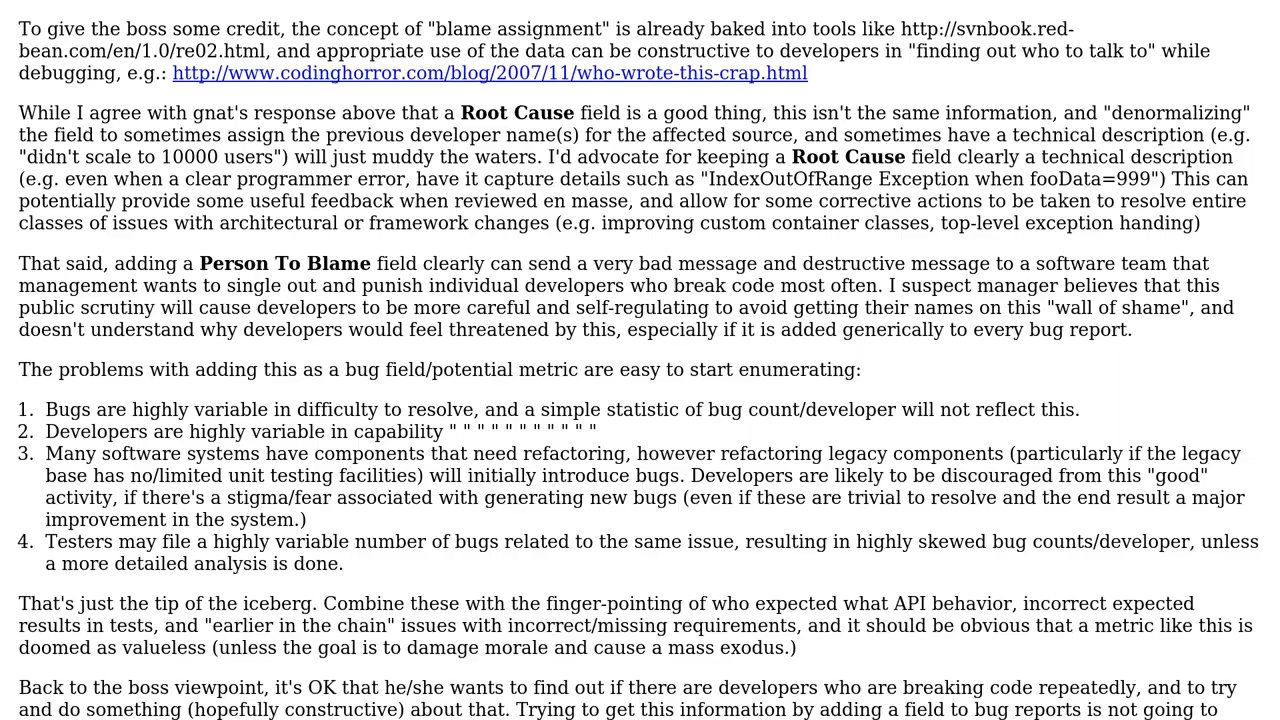 To give the boss some credit, the concept of "blame assignment" is already baked into tools like http://svnbook.red-
bean.com/en/1.0/re02.html, and appropriate use of the data can be constructive to developers in "finding out who to talk to" while
debugging, e.g.: http://www.codinghorror.com/blog/2007/11/who-wrote-this-crap.html
While I agree with gnat's response above that a Root Cause field is a good thing, this isn't the same information, and "denormalizing"
the field to sometimes assign the previous developer name(s) for the affected source, and sometimes have a technical description (e.g.
"didn't scale to 10000 users") will just muddy the waters. I'd advocate for keeping a Root Cause field clearly a technical description
(e.g. even when a clear programmer error, have it capture details such as "IndexOutOfRange Exception when fooData=999") This can
potentially provide some useful feedback when reviewed en masse, and allow for some corrective actions to be taken to resolve entire
classes of issues with architectural or framework changes (e.g. improving custom container classes, top-level exception handing)
That said, adding a Person To Blame field clearly can send a very bad message and destructive message to a software team that
management wants to single out and punish individual developers who break code most often. I suspect manager believes that this
public scrutiny will cause developers to be more careful and self-regulating to avoid getting their names on this "wall of shame", and
doesn't understand why developers would feel threatened by this, especially if it is added generically to every bug report.
The problems with adding this as a bug field/potential metric are easy to start enumerating:
1. Bugs are highly variable in difficulty to resolve, and a simple statistic of bug count/developer will not reflect this.
2. Developers are highly variable in capability " " " " " " " " " " "
3. Many software systems have components that need refactoring, however refactoring legacy components (particularly if the legacy
base has no/limited unit testing facilities) will initially introduce bugs. Developers are likely to be discouraged from this "good"
activity, if there's a stigma/fear associated with generating new bugs (even if these are trivial to resolve and the end result a major
improvement in the system.)
4. Testers may file a highly variable number of bugs related to the same issue, resulting in highly skewed bug counts/developer, unless
a more detailed analysis is done.
That's just the tip of the iceberg. Combine these with the finger-pointing of who expected what API behavior, incorrect expected
results in tests, and "earlier in the chain" issues with incorrect/missing requirements, and it should be obvious that a metric like this is
doomed as valueless (unless the goal is to damage morale and cause a mass exodus.)
Back to the boss viewpoint, it's OK that he/she wants to find out if there are developers who are breaking code repeatedly, and to try
and do something (hopefully constructive) about that. Trying to get this information by adding a field to bug reports is not going to